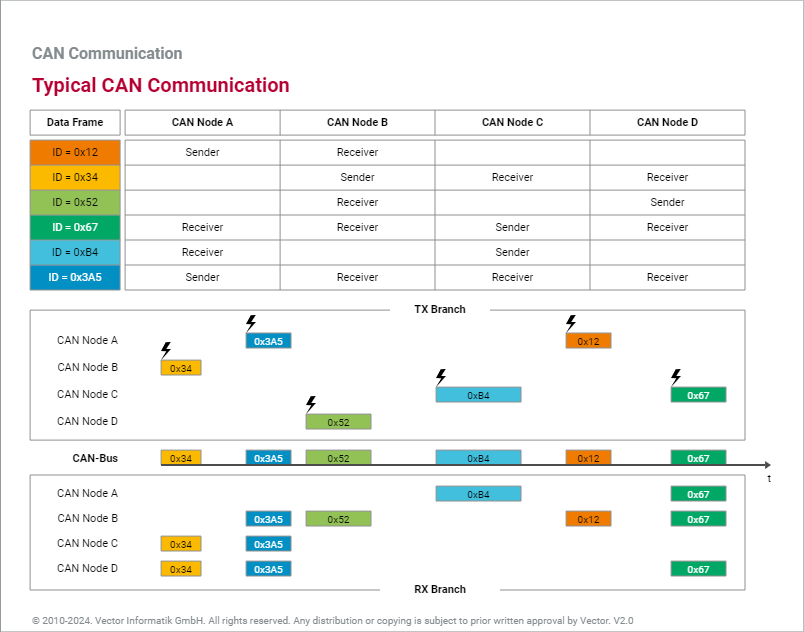 CAN Communication
Typical CAN Communication
Data Frame CAN Node A CAN Node B CAN Node C CAN Node D
ID = 0x12 Sender Receiver
ID = 0x34 Sender Receiver Receiver
ID = 0x52 Receiver Sender
ID = 0x67 Receiver Receiver Sender Receiver
ID = 0xB4 Receiver Sender
ID = 0x3A5 Sender Receiver Receiver Receiver
TX Branch
CAN Node A 0x3A5 0x12
CAN Node B 0x34
CAN Node C 0xB4 0x67
CAN Node D 0x52
CAN-Bus 0x34 0x3A5 0x52 0xB4 0x12 0x67
t
CAN Node A 0xB4 0x67
CAN Node B 0x3A5 0x52 0x12 0x67
CAN Node C 0x34 0x3A5
CAN Node D 0x34 0x3A5 0x67
RX Branch
© 2010-2024. Vector Informatik GmbH. All rights reserved. Any distribution or copying is subject to prior written approval by Vector. V2.0